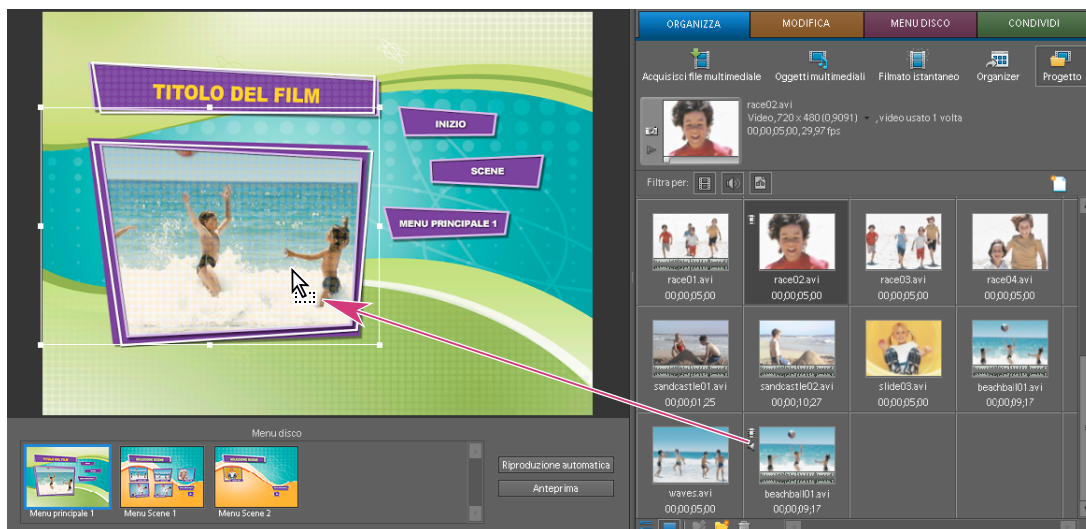 TITOLO DEL FILM
INIZIO
SCENE
MENU PRINCIPALE 1
Menu disco
Menu principale 1
Menu Scene 1
Menu Scene 2
Riproduzione automatica
Anteprima
ORGANIZZA
MODIFICA
MENU DISCO
CONDIVIDI
Acquisisci file multimediale
Oggetti multimediali
Filmato istantaneo
Organizer
Progetto
race02.avi
Video, 720 x 480 (0,9091) , video usato 1 volta
00;00;05;00, 29,97 fps
Filtra per:
race01.avi
00;00;05;00
race02.avi
00;00;05;00
race03.avi
00;00;05;00
race04.avi
00;00;05;00
sandcastle01.avi
00;00;01;25
sandcastle02.avi
00;00;10;27
slide03.avi
00;00;05;00
beachball01.avi
00;00;09;17
waves.avi
00;00;05;00
beachball01.avi
00;00;09;17